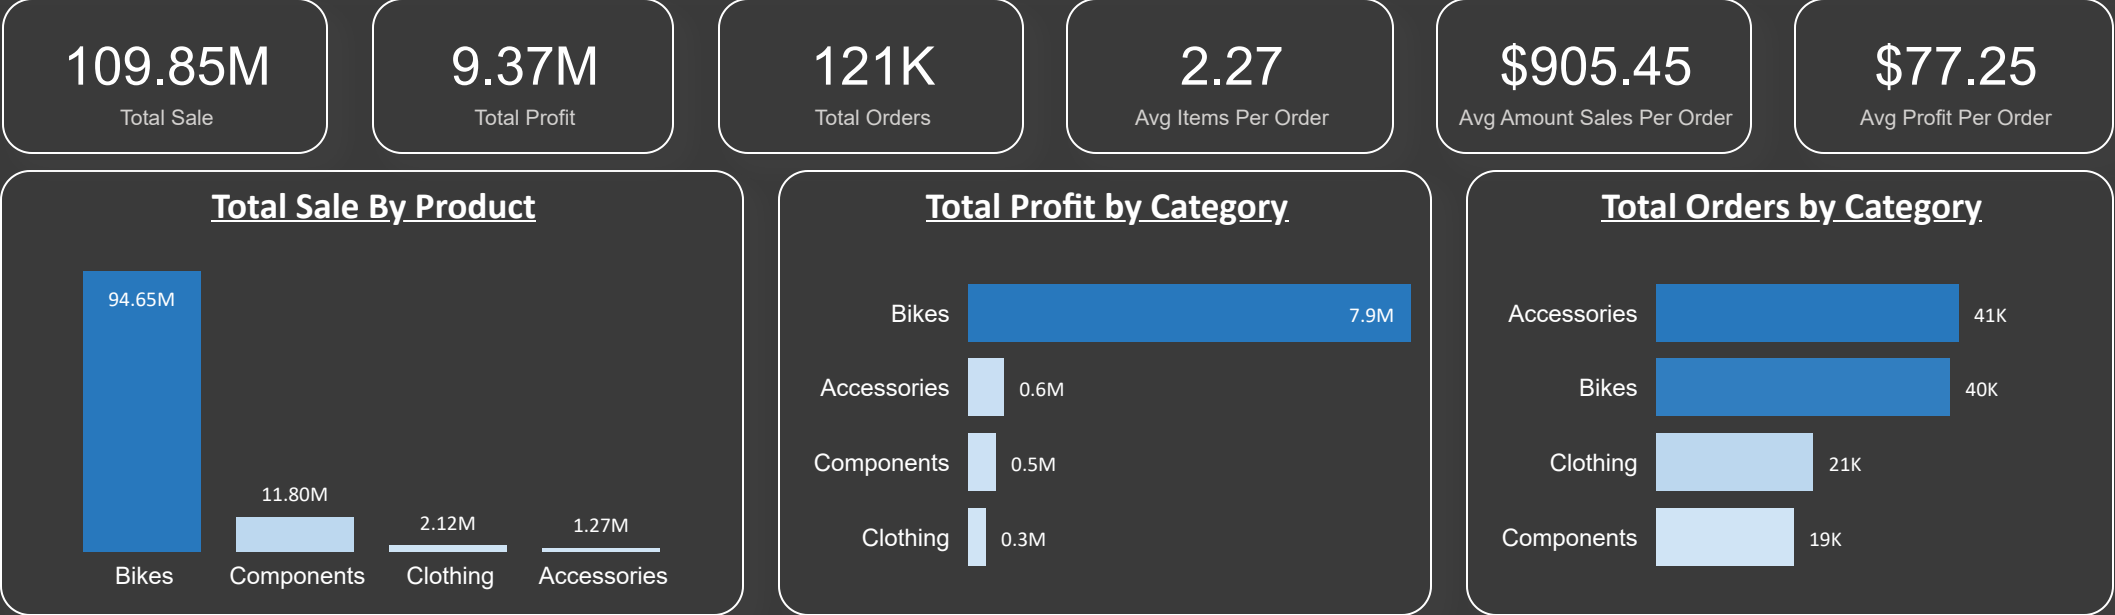 109.85M
Total Sale
9.37M
Total Profit
121K
Total Orders
2.27
Avg Items Per Order
$905.45
Avg Amount Sales Per Order
$77.25
Avg Profit Per Order
Total Sale By Product
94.65M
11.80M
2.12M
1.27M
Bikes
Components
Clothing
Accessories
Total Profit by Category
Bikes
7.9M
Accessories
0.6M
Components
0.5M
Clothing
0.3M
Total Orders by Category
Accessories
41K
Bikes
40K
Clothing
21K
Components
19K